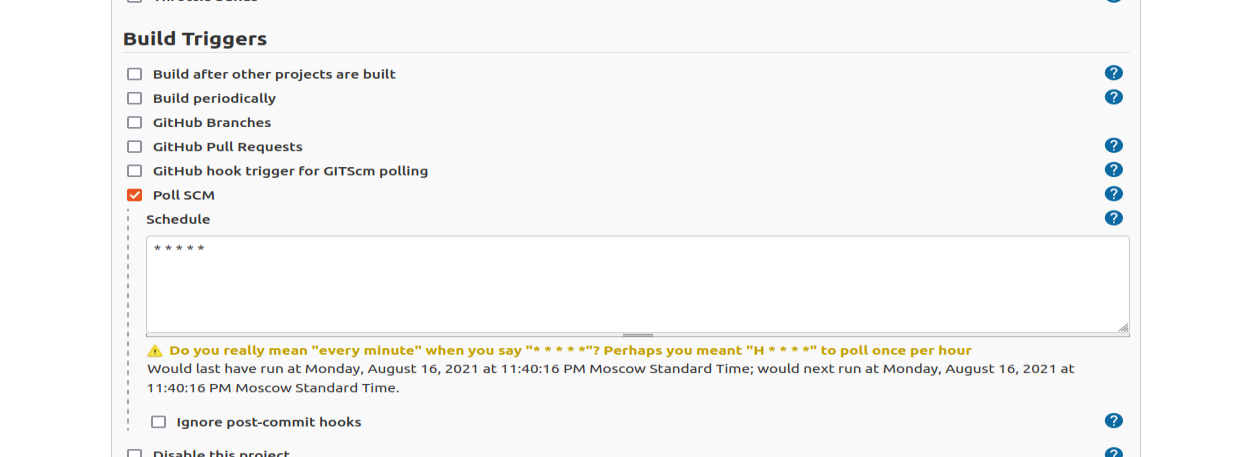 Throttle builds
Build Triggers
Build after other projects are built
Build periodically
GitHub Branches
GitHub Pull Requests
GitHub hook trigger for GITScm polling
Poll SCM
Schedule
* * * * *
Do you really mean "every minute" when you say "* * * * *"? Perhaps you meant "H * * * *" to poll once per hour
Would last have run at Monday, August 16, 2021 at 11:40:16 PM Moscow Standard Time; would next run at Monday, August 16, 2021 at
11:40:16 PM Moscow Standard Time.
Ignore post-commit hooks
Disable this project